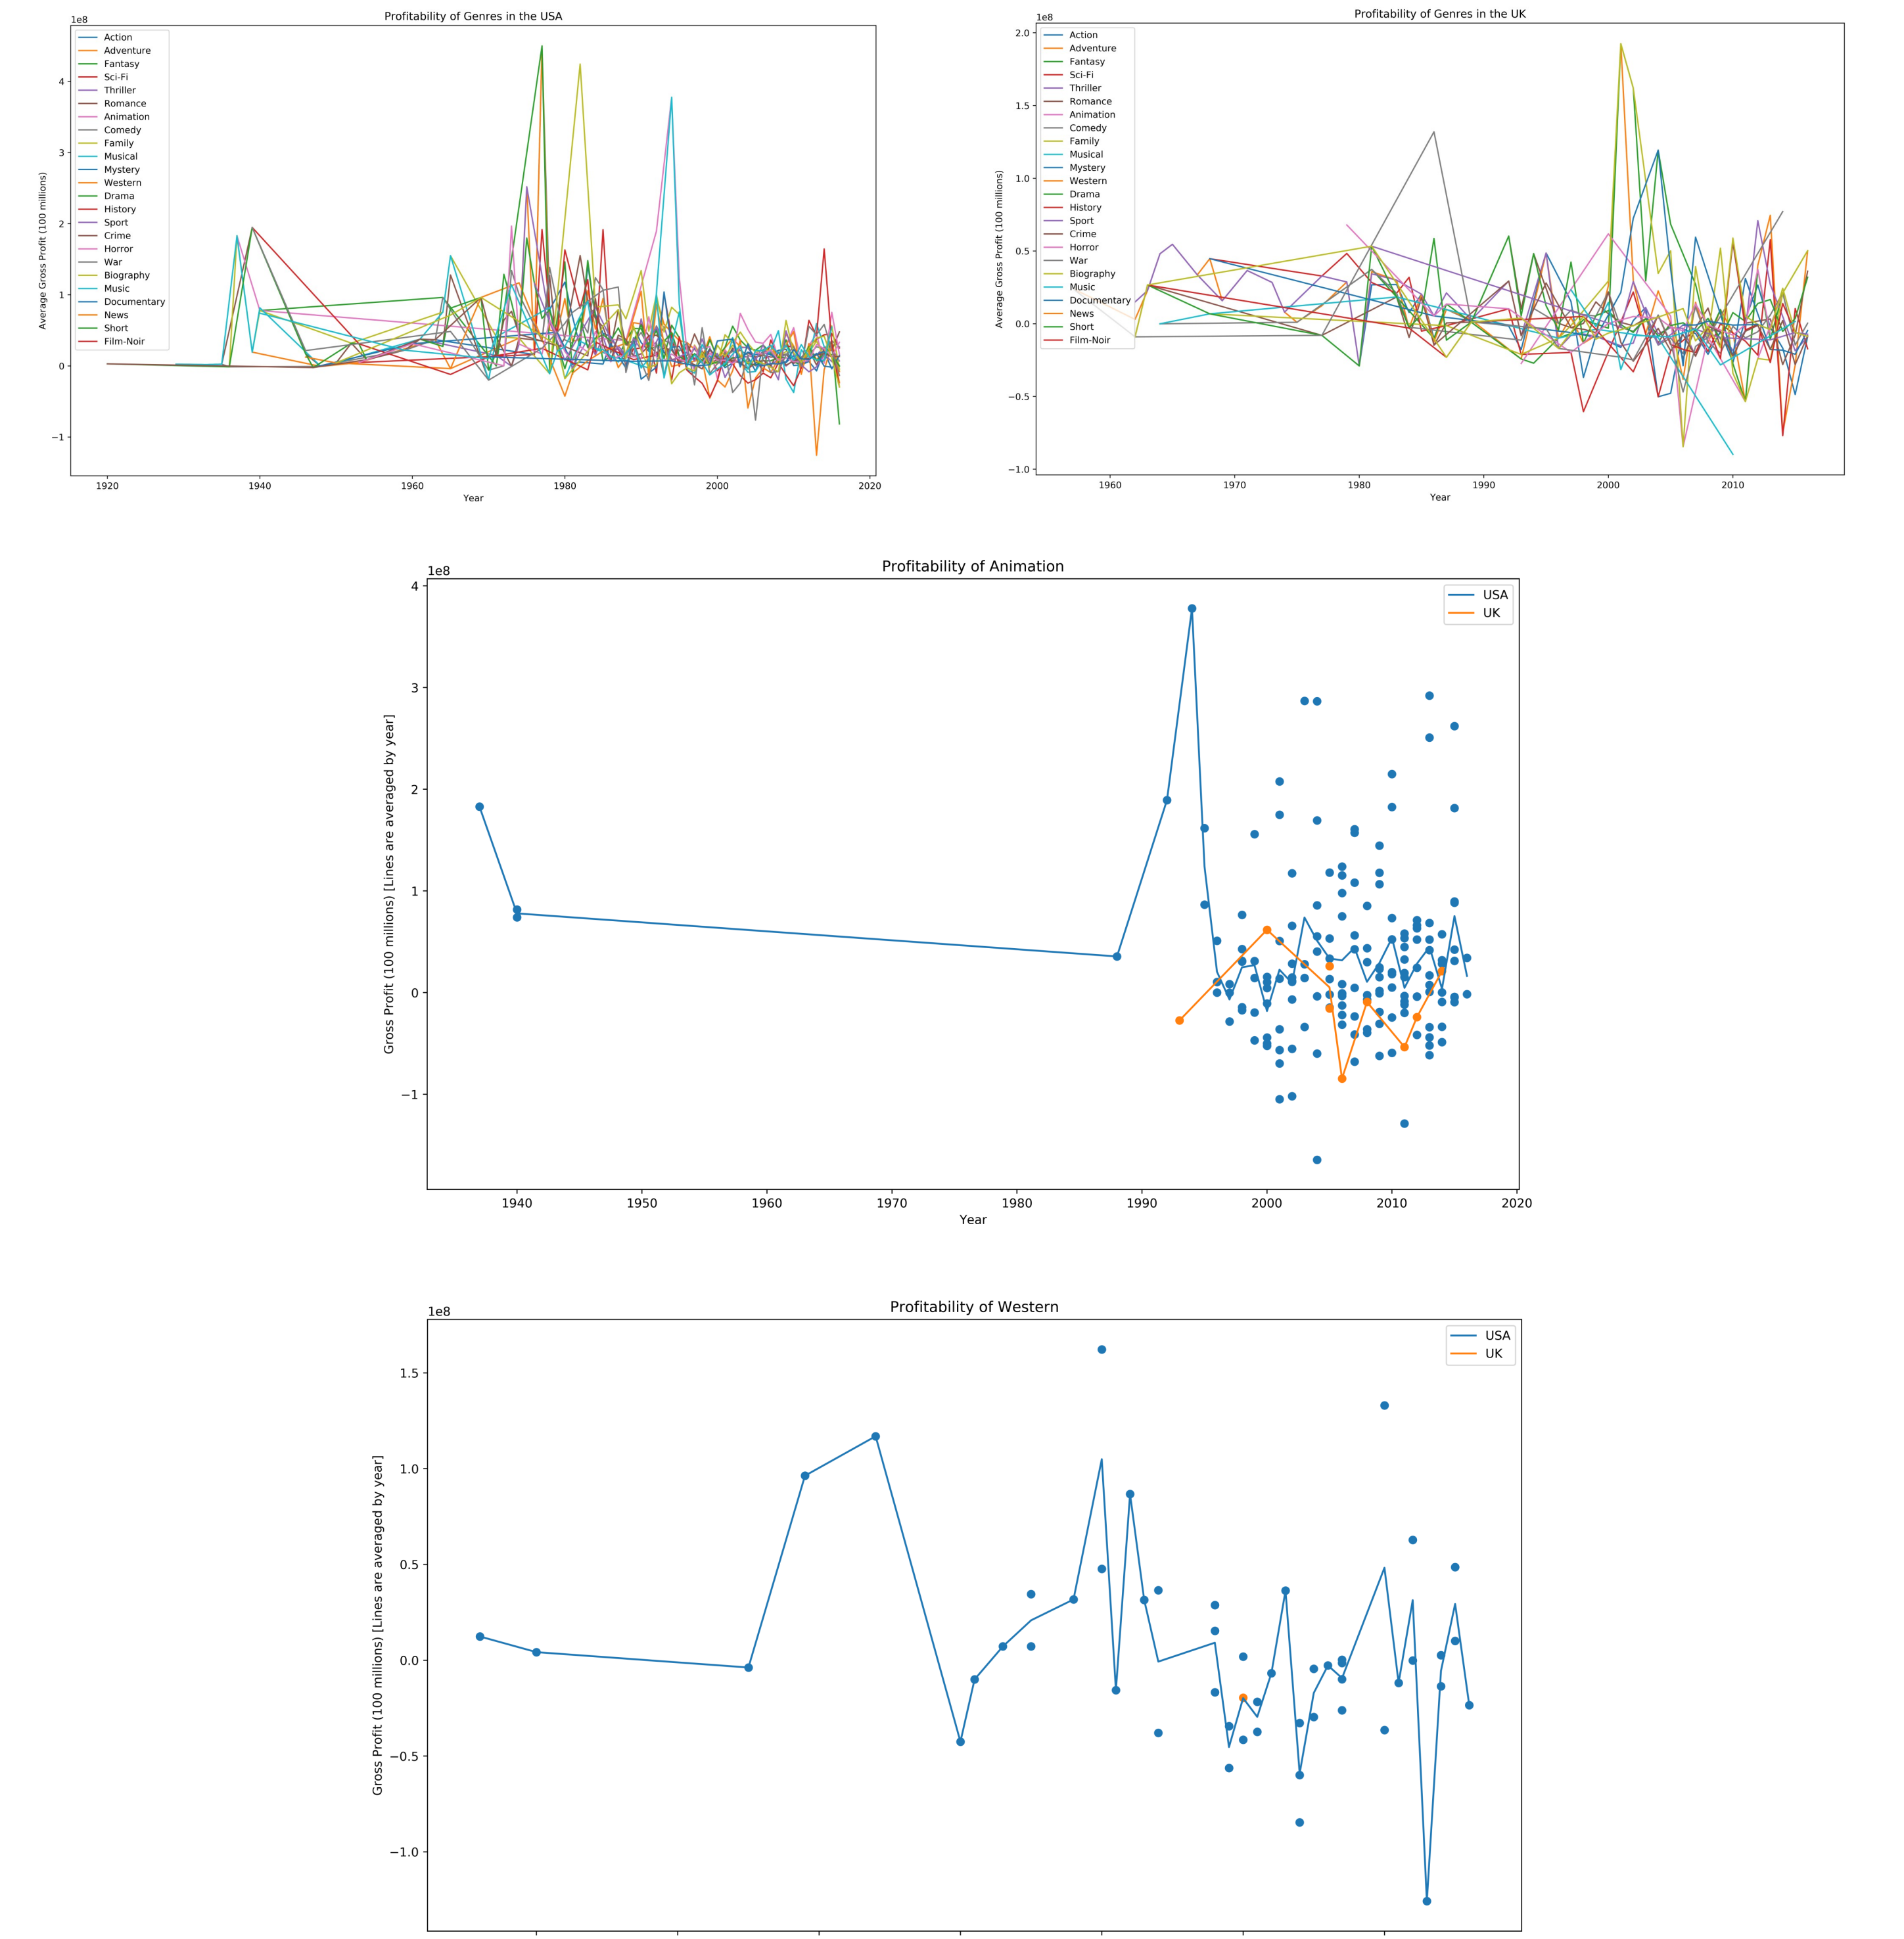 Profitability of Genres in the USA
1e8
Action
Adventure
Fantasy
Sci-Fi
Thriller
Romance
Animation
Comedy
Family
Musical
Mystery
Western
Drama
History
Sport
Crime
Horror
War
Biography
Music
Documentary
News
Short
Film-Noir
4
3
2
1
0
−1
Average Gross Profit (100 millions)
1920 1940 1960 1980 2000 2020
Year
Profitability of Genres in the UK
1e8
Action
Adventure
Fantasy
Sci-Fi
Thriller
Romance
Animation
Comedy
Family
Musical
Mystery
Western
Drama
History
Sport
Crime
Horror
War
Biography
Music
Documentary
News
Short
Film-Noir
2.0
1.5
1.0
0.5
0.0
−0.5
−1.0
Average Gross Profit (100 millions)
1960 1970 1980 1990 2000 2010
Year
Profitability of Animation
1e8
USA
UK
4
3
2
1
0
−1
Gross Profit (100 millions) [Lines are averaged by year]
1940 1950 1960 1970 1980 1990 2000 2010 2020
Year
Profitability of Western
1e8
USA
UK
1.5
1.0
0.5
0.0
−0.5
−1.0
Gross Profit (100 millions) [Lines are averaged by year]